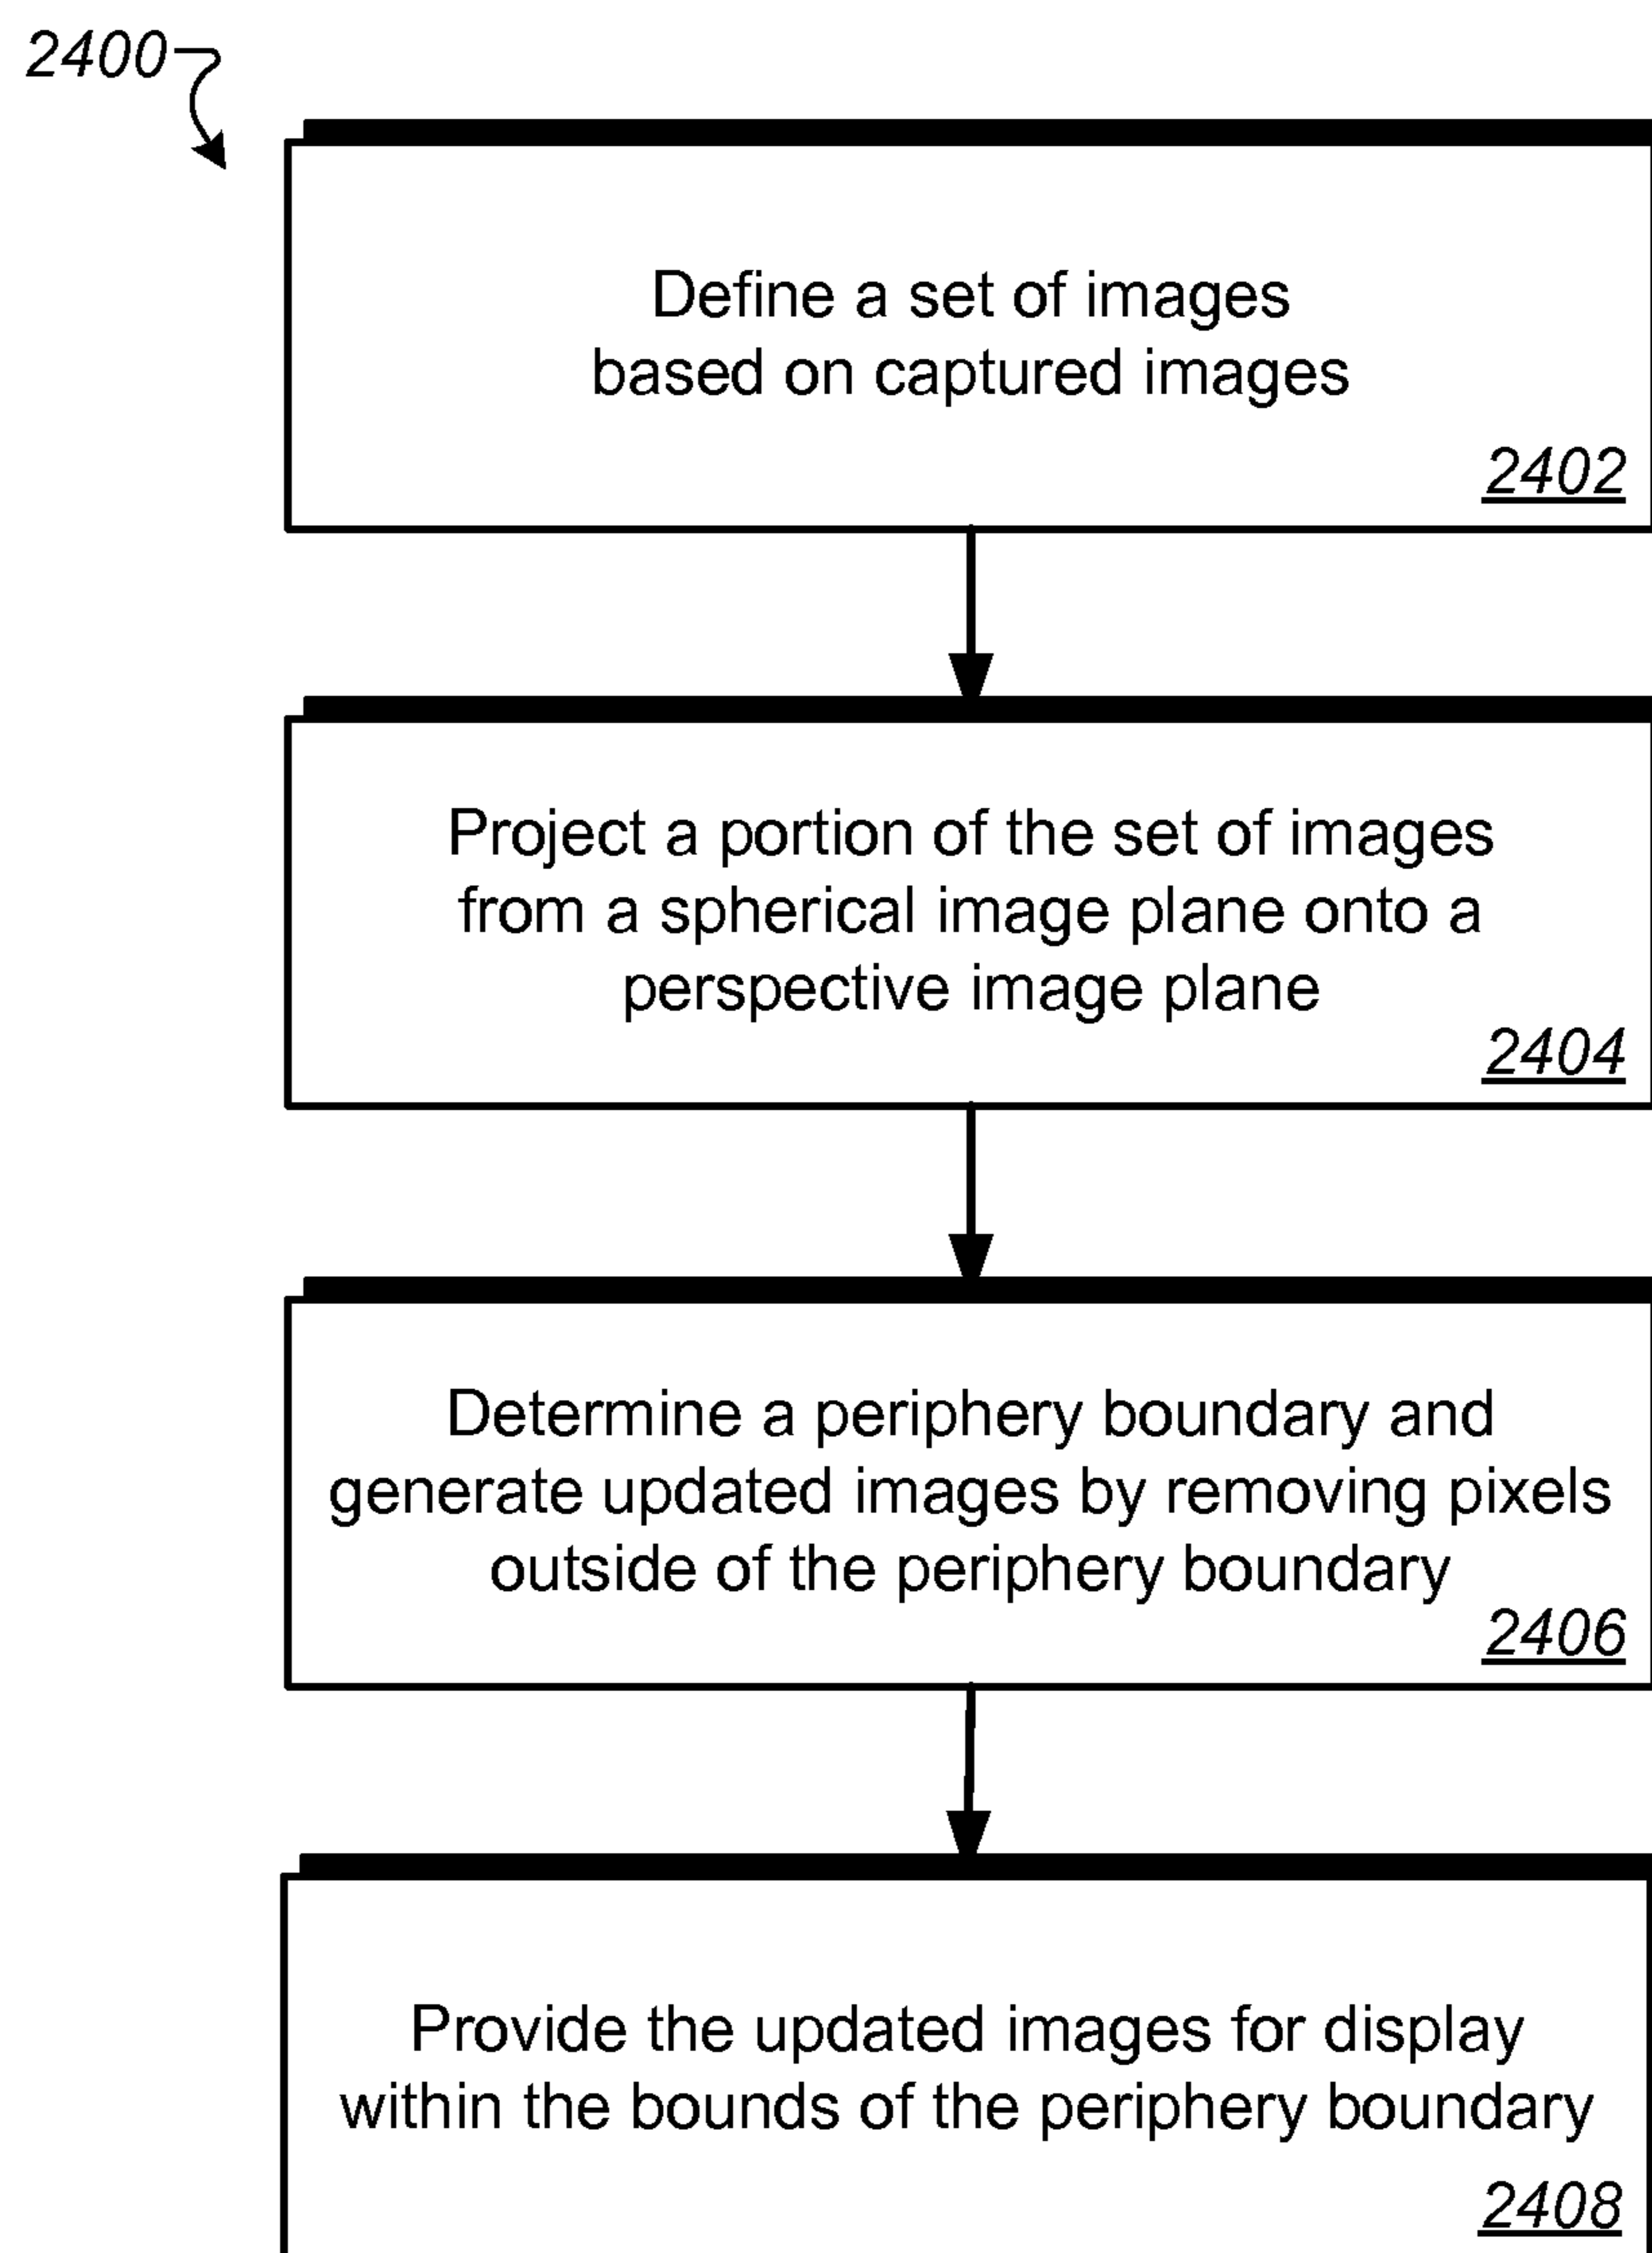 2400
Define a set of images
based on captured images
2402
Project a portion of the set of images
from a spherical image plane onto a
perspective image plane
2404
Determine a periphery boundary and
generate updated images by removing pixels
outside of the periphery boundary
2406
Provide the updated images for display
within the bounds of the periphery boundary
2408